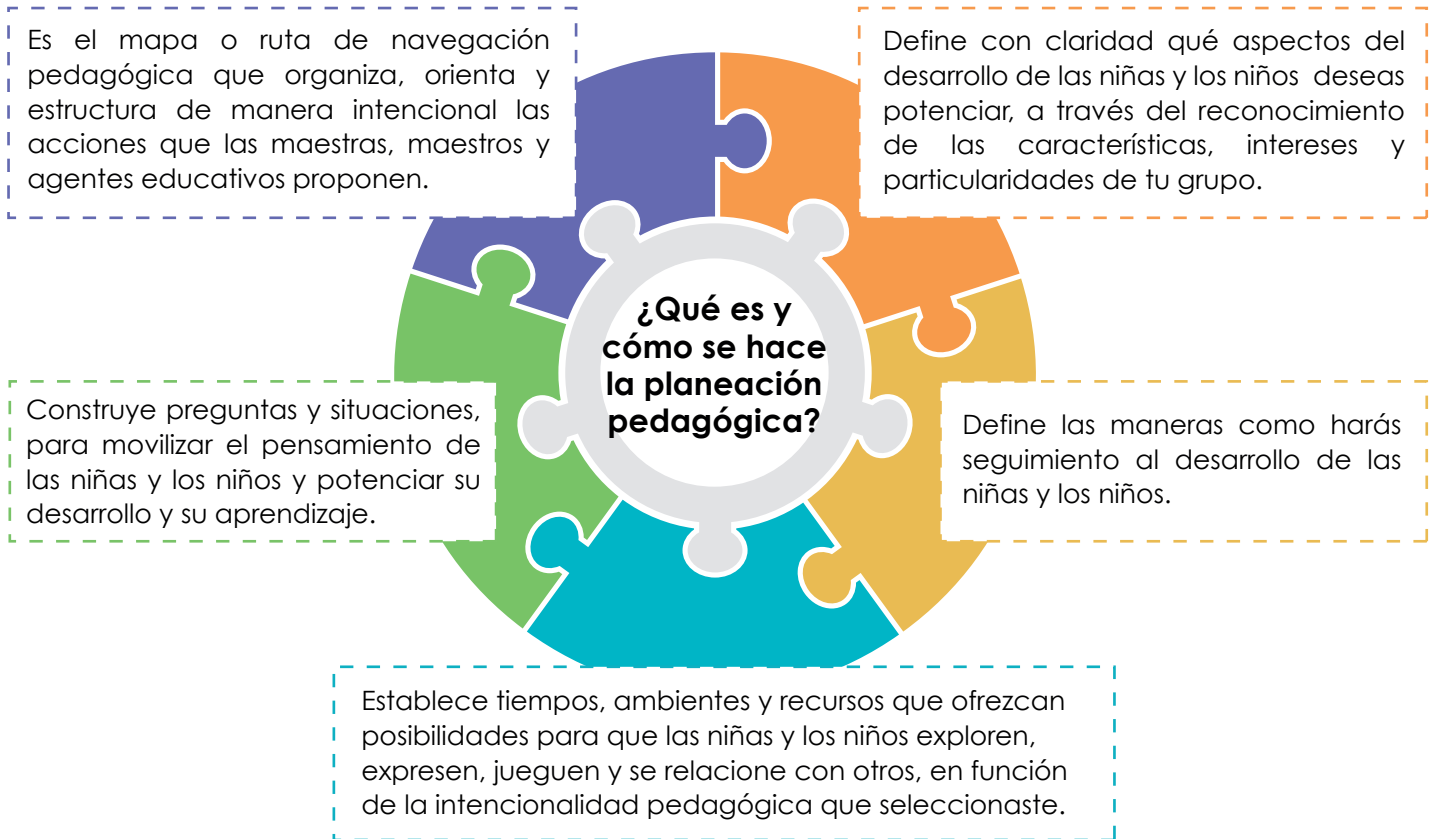 Es el mapa o ruta de navegación
pedagógica que organiza, orienta y
estructura de manera intencional las
acciones que las maestras, maestros y
agentes educativos proponen.
Define con claridad qué aspectos del
desarrollo de las niñas y los niños deseas
potenciar, a través del reconocimiento
de las características, intereses y
particularidades de tu grupo.
¿Qué es y
cómo se hace
la planeación
pedagógica?
Construye preguntas y situaciones,
para movilizar el pensamiento de
las niñas y los niños y potenciar su
desarrollo y su aprendizaje.
Define las maneras como harás
seguimiento al desarrollo de las
niñas y los niños.
Establece tiempos, ambientes y recursos que ofrezcan
posibilidades para que las niñas y los niños exploren,
expresen, jueguen y se relacione con otros, en función
de la intencionalidad pedagógica que seleccionaste.